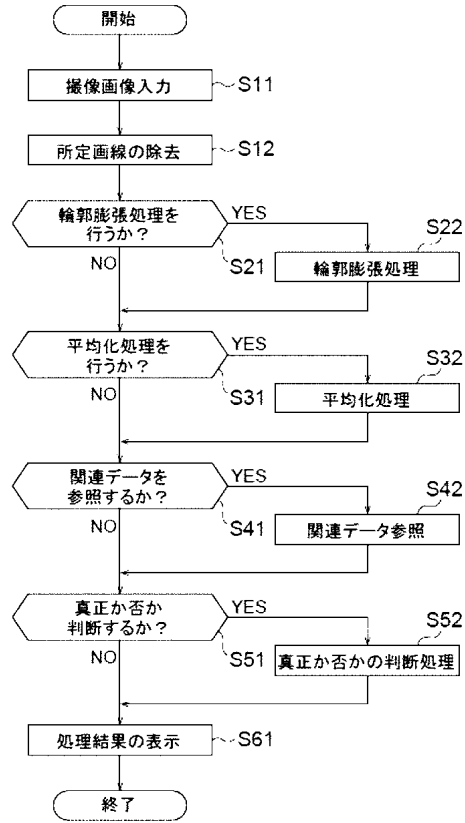 開始
撮像画像入力
S11
所定画線の除去
S12
輪郭膨張処理を
行うか?
YES
S21
NO
S22
輪郭膨張処理
平均化処理を
行うか?
YES
S31
NO
S32
平均化処理
関連データを
参照するか?
YES
S41
NO
S42
関連データ参照
真正か否か
判断するか?
YES
S51
NO
S52
真正か否かの判断処理
処理結果の表示
S61
終了